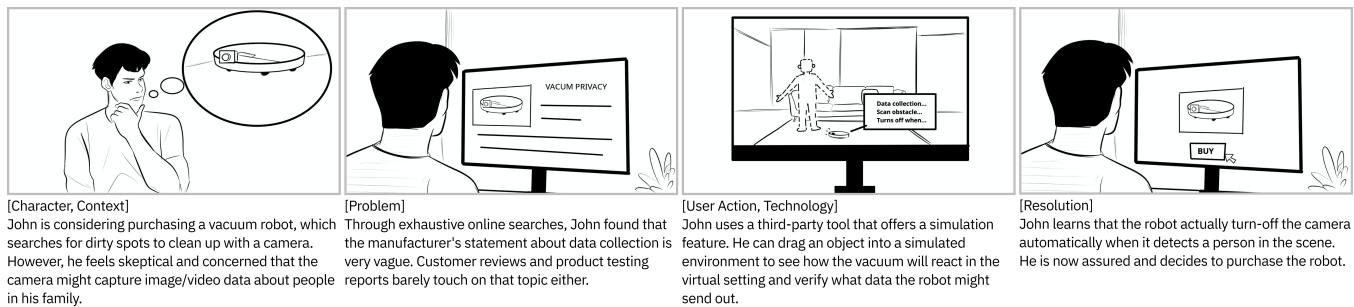 VACUM PRIVACY
Data collection...
Scan obstacle...
Turns off when...
BUY
[Character, Context]
John is considering purchasing a vacuum robot, which
searches for dirty spots to clean up with a camera.
However, he feels skeptical and concerned that the
camera might capture image/video data about people
in his family.
[Problem]
Through exhaustive online searches, John found that
the manufacturer's statement about data collection is
very vague. Customer reviews and product testing
reports barely touch on that topic either.
[User Action, Technology]
John uses a third-party tool that offers a simulation
feature. He can drag an object into a simulated
environment to see how the vacuum will react in the
virtual setting and verify what data the robot might
send out.
[Resolution]
John learns that the robot actually turn-off the camera
automatically when it detects a person in the scene.
He is now assured and decides to purchase the robot.